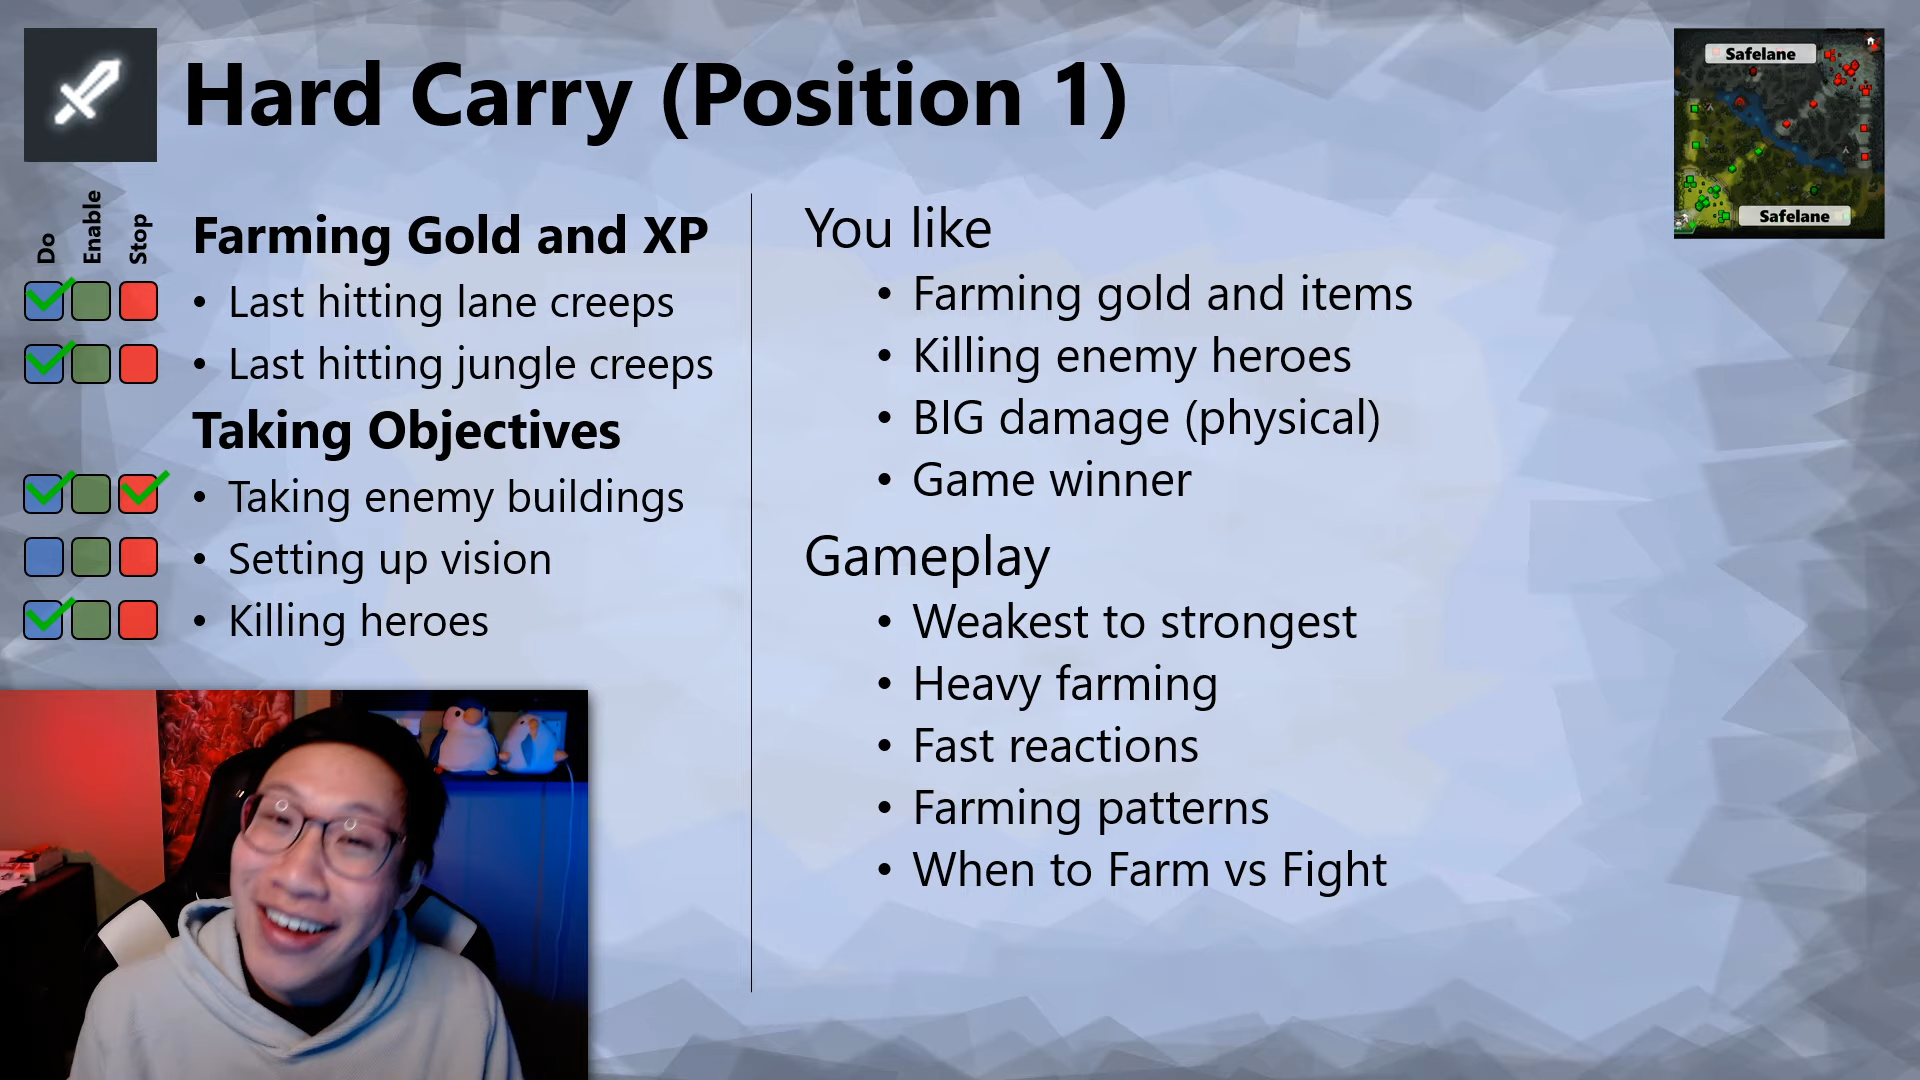 Hard Carry (Position 1)
Safelane
Safelane
Do
Enable
Stop
Farming Gold and XP
• Last hitting lane creeps
• Last hitting jungle creeps
Taking Objectives
• Taking enemy buildings
• Setting up vision
• Killing heroes
You like
• Farming gold and items
• Killing enemy heroes
• BIG damage (physical)
• Game winner
Gameplay
• Weakest to strongest
• Heavy farming
• Fast reactions
• Farming patterns
• When to Farm vs Fight